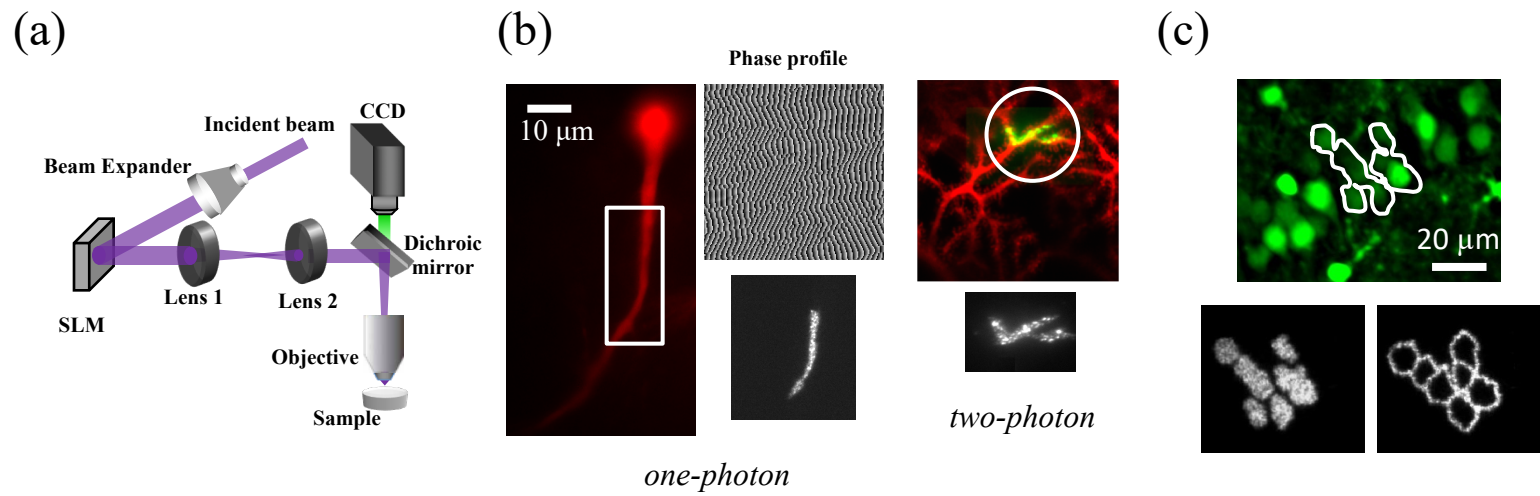 (a)
Incident beam
CCD
Beam Expander
Dichroic
mirror
Lens 1
Lens 2
SLM
Objective
Sample
(b)
Phase profile
10 μm
one-photon
two-photon
(c)
20 μm